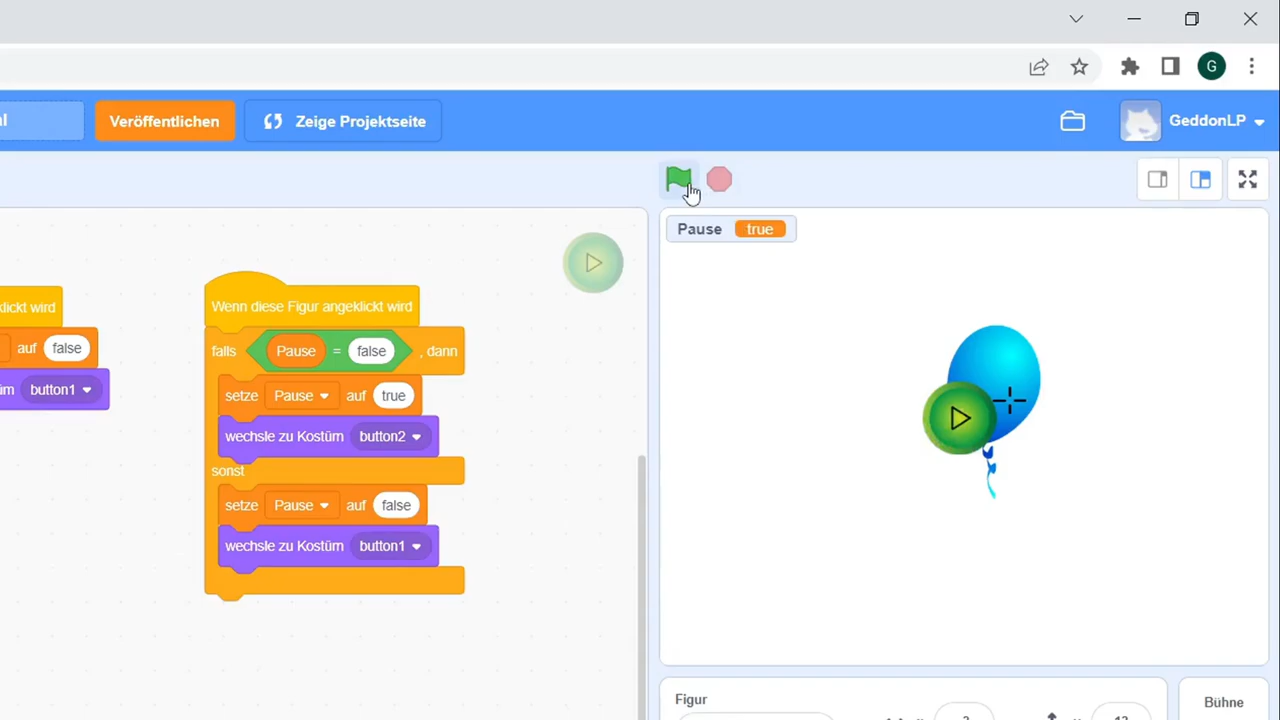 G
Veröffentlichen
Zeige Projektseite
GeddonLP
Pause true
klickt wird
auf false
button1
Wenn diese Figur angeklickt wird
falls Pause = false , dann
setze Pause auf true
wechsle zu Kostüm button2
sonst
setze Pause auf false
wechsle zu Kostüm button1
Figur
Bühne